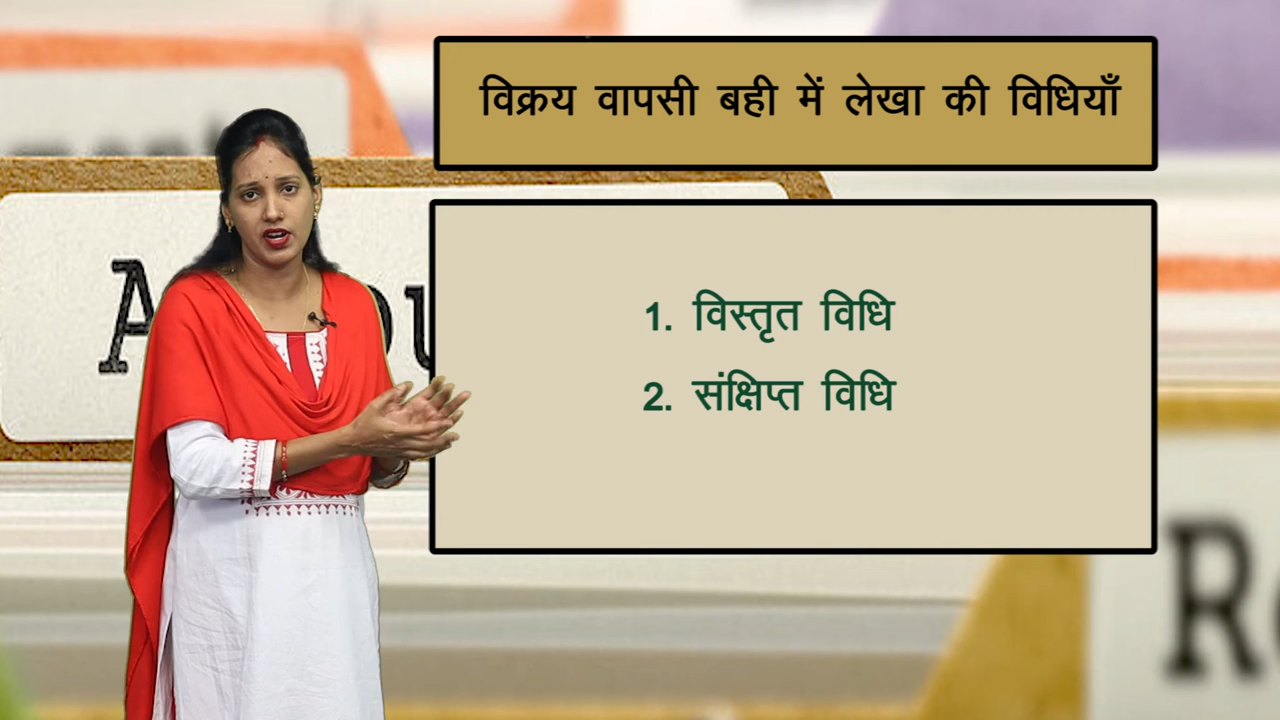 विक्रय वापसी बही में लेखा की विधियाँ
1. विस्तृत विधि
2. संक्षिप्त विधि